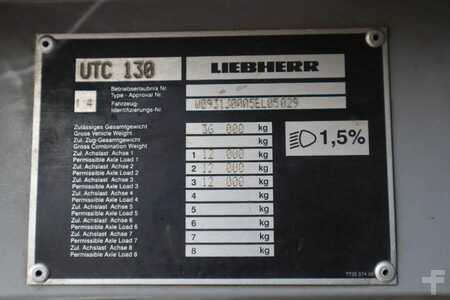 UTC 130 LIEBHERR
Betriebserlaubnis Nr.
Type - Approval Nr.
14 Fahrzeug-
Identifizierungs-Nr. W09313000SEL05029
Zulässiges Gesamtgewicht 36 000 kg
Gross Vehicle Weight
Zul. Zug-Gesamtgewicht kg
Gross Combination Weight
Zul. Achslast Achse 1 1 12 000 kg
Permissible Axle Load 1
Zul. Achslast Achse 2 2 12 000 kg
Permissible Axle Load 2
Zul. Achslast Achse 3 3 12 000 kg
Permissible Axle Load 3
Zul. Achslast Achse 4 4 kg
Permissible Axle Load 4
Zul. Achslast Achse 5 5 kg
Permissible Axle Load 5
Zul. Achslast Achse 6 6 kg
Permissible Axle Load 6
Zul. Achslast Achse 7 7 kg
Permissible Axle Load 7
Zul. Achslast Achse 8 8 kg
Permissible Axle Load 8
1,5%